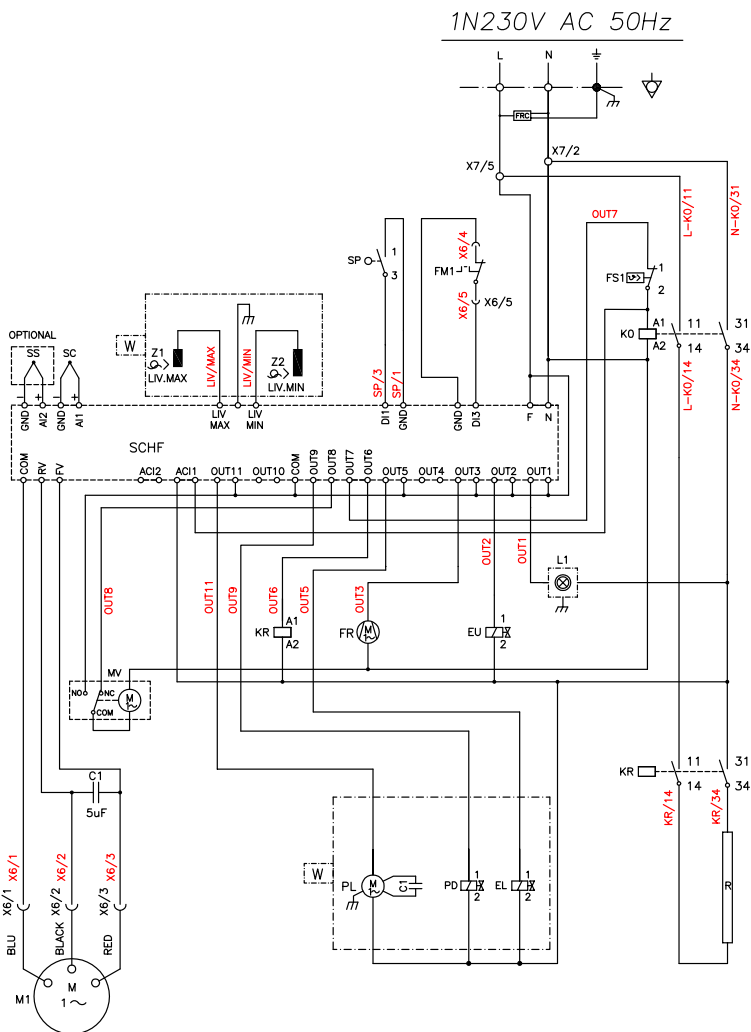 1N230V AC 50Hz
L
N
FRC
X7/2
X7/5
L-K0/11
N-K0/31
OUT7
SP
1
3
X6/4
FM1
X6/5
X6/5
FS1
1
2
K0
A1
A2
11
14
31
34
L-K0/14
N-K0/34
OPTIONAL
SS
SC
W
Z1
LIV.MAX
LIV/MAX
LIV/MIN
Z2
LIV.MIN
SP/3
SP/1
- + - +
GND
AI2
GND
AI1
LIV MAX
LIV MIN
DI1
GND
GND
DI3
F
N
SCHF
COM
RV
FV
ACI2
ACI1
OUT11
OUT10
COM
OUT9
OUT8
OUT7
OUT6
OUT5
OUT4
OUT3
OUT2
OUT1
OUT8
OUT11
OUT9
OUT6
OUT5
OUT3
OUT2
OUT1
L1
KR
A1
A2
FR
M
EU
1
2
MV
NO
NC
COM
M
C1
5uF
KR
11
14
31
34
KR/14
KR/34
X6/1
X6/1
X6/2
X6/2
X6/3
X6/3
BLU
BLACK
RED
M1
M
1~
W
PL
M
C1
PD
1
2
EL
1
2
R